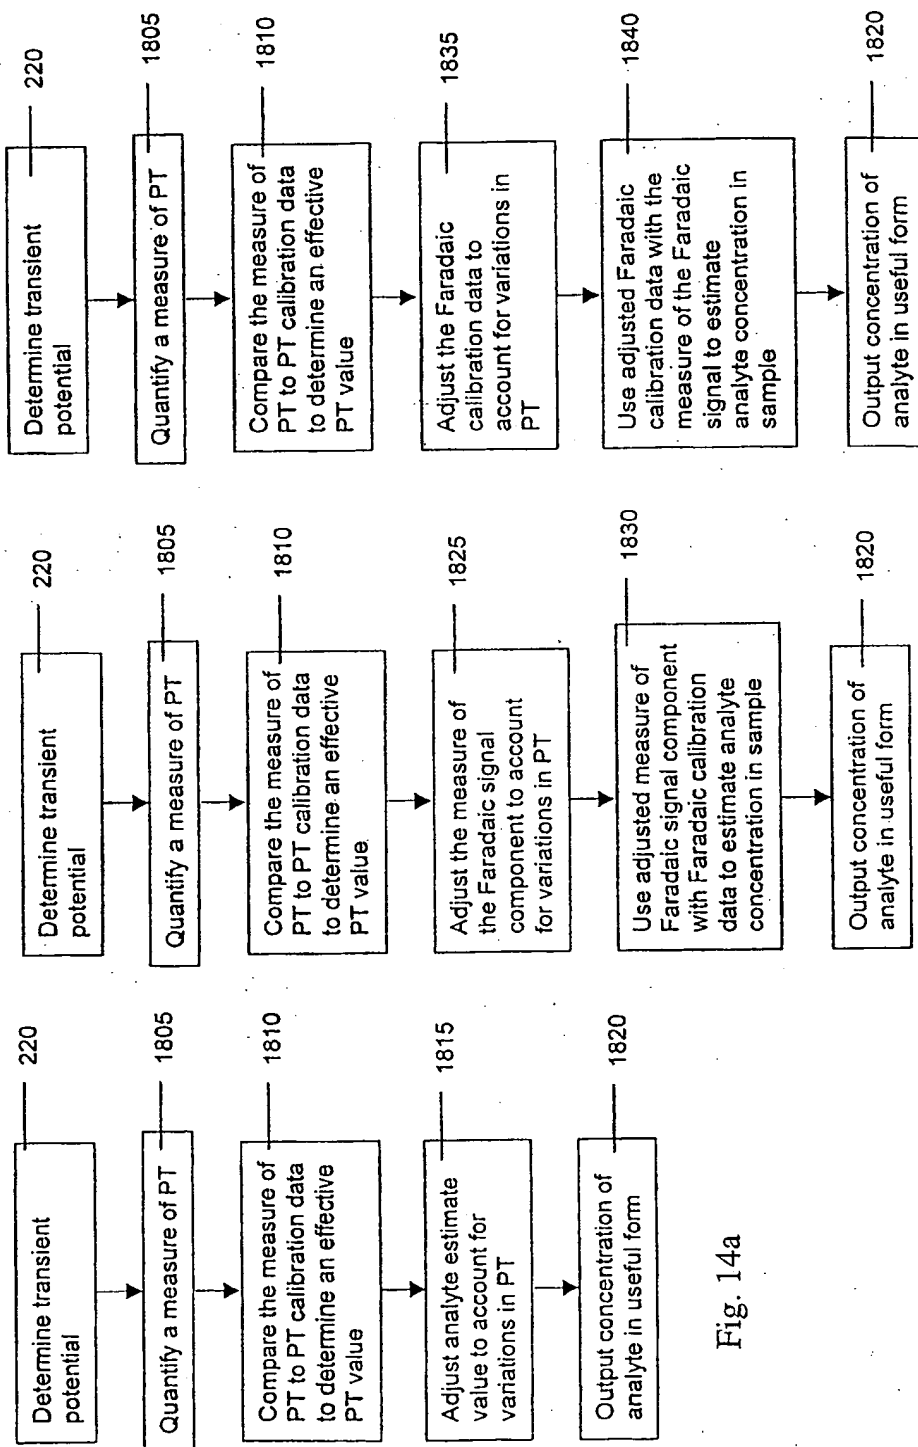 Determine transient
potential
220
Quantify a measure of PT
1805
Compare the measure of
PT to PT calibration data
to determine an effective
PT value
1810
Adjust analyte estimate
value to account for
variations in PT
1815
Output concentration of
analyte in useful form
1820
Fig. 14a
Determine transient
potential
220
Quantify a measure of PT
1805
Compare the measure of
PT to PT calibration data
to determine an effective
PT value
1810
Adjust the measure of
the Faradaic signal
component to account
for variations in PT
1825
Use adjusted measure of
Faradaic signal component
with Faradaic calibration
data to estimate analyte
concentration in sample
1830
Output concentration of
analyte in useful form
1820
Determine transient
potential
220
Quantify a measure of PT
1805
Compare the measure of
PT to PT calibration data
to determine an effective
PT value
1810
Adjust the Faradaic
calibration data to
account for variations in
PT
1835
Use adjusted Faradaic
calibration data with the
measure of the Faradaic
signal to estimate
analyte concentration in
sample
1840
Output concentration of
analyte in useful form
1820